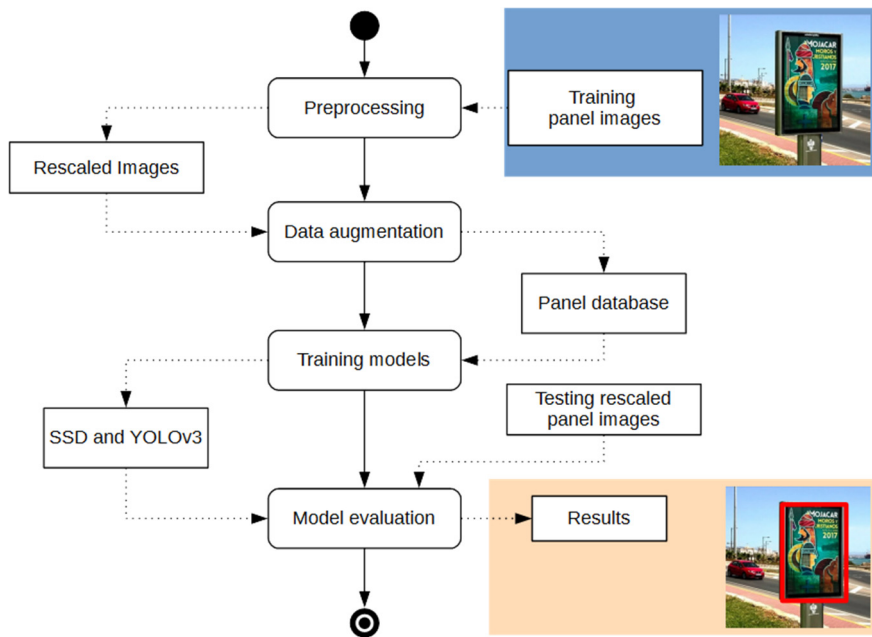 Preprocessing
Training
panel images
MOJACAR
MOROS Y
CRISTIANOS
2017
Rescaled Images
Data augmentation
Panel database
Training models
Testing rescaled
panel images
SSD and YOLOv3
Model evaluation
Results
MOJACAR
MOROS Y
CRISTIANOS
2017